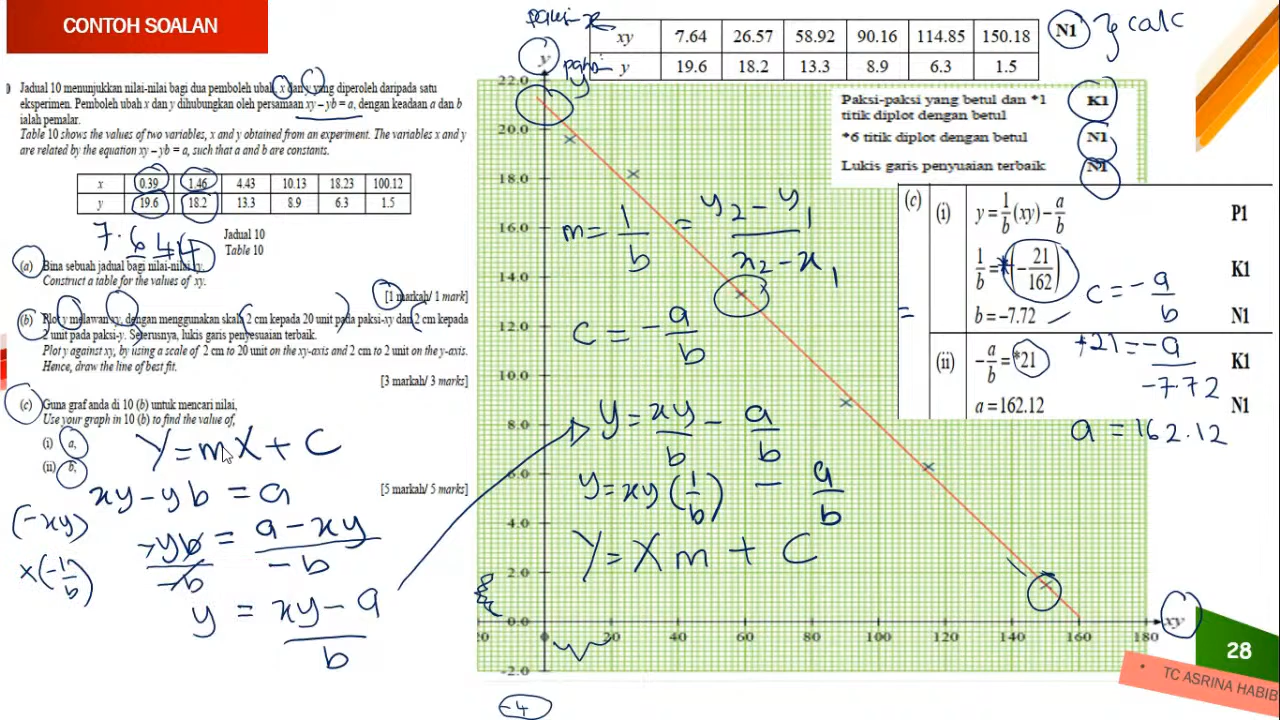 CONTOH SOALAN
Jadual 10 menunjukkan nilai-nilai bagi dua pemboleh ubah, x dan y yang diperoleh daripada satu
eksperimen. Pemboleh ubah x dan y dihubungkan oleh persamaan xy – yb = a, dengan keadaan a dan b
ialah pemalar.
Table 10 shows the values of two variables, x and y obtained from an experiment. The variables x and y
are related by the equation xy – yb = a, such that a and b are constants.
x 0.39 1.46 4.43 10.13 18.23 100.12
y 19.6 18.2 13.3 8.9 6.3 1.5
Jadual 10
Table 10
7.644
(a) Bina sebuah jadual bagi nilai-nilai xy.
Construct a table for the values of xy.
[1 markah/ 1 mark]
(b) Plot y melawan xy, dengan menggunakan skala 2 cm kepada 20 unit pada paksi-xy dan 2 cm kepada
2 unit pada paksi-y. Seterusnya, lukis garis penyesuaian terbaik.
Plot y against xy, by using a scale of 2 cm to 20 unit on the xy-axis and 2 cm to 2 unit on the y-axis.
Hence, draw the line of best fit.
[3 markah/ 3 marks]
(c) Guna graf anda di 10 (b) untuk mencari nilai,
Use your graph in 10 (b) to find the value of,
(i) a,
(ii) b,
[5 markah/ 5 marks]
Y = mX + C
xy – yb = a
(-xy) -yb/-b = a - xy/-b
x(-1/b)
y = xy - a/b
paksi-x
paksi-y
xy 7.64 26.57 58.92 90.16 114.85 150.18
y 19.6 18.2 13.3 8.9 6.3 1.5
N1 calc
Paksi-paksi yang betul dan *1
titik diplot dengan betul
K1
*6 titik diplot dengan betul
N1
Lukis garis penyuaian terbaik
N1
y
22.0
20.0
18.0
16.0
14.0
12.0
10.0
8.0
6.0
4.0
2.0
0.0
-2.0
20 0 20 40 60 80 100 120 140 160 180
xy
-4
m = 1/b = y2 - y1/x2 - x1
c = -a/b
y = xy/b - a/b
y = xy(1/b) - a/b
Y = X m + C
(c) (i) y = 1/b (xy) – a/b P1
1/b = *(-21/162) K1
b = –7.72 N1
c = -a/b
(ii) -a/b = *21 K1
a = 162.12 N1
*21 = -a/-7.72
a = 162.12
28
TC ASRINA HABIB